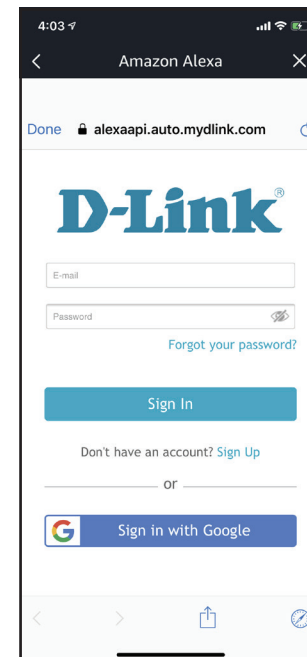 4:03
Amazon Alexa
Done alexaapi.auto.mydlink.com
D-Link®
E-mail
Password
Forgot your password?
Sign In
Don't have an account? Sign Up
or
G Sign in with Google